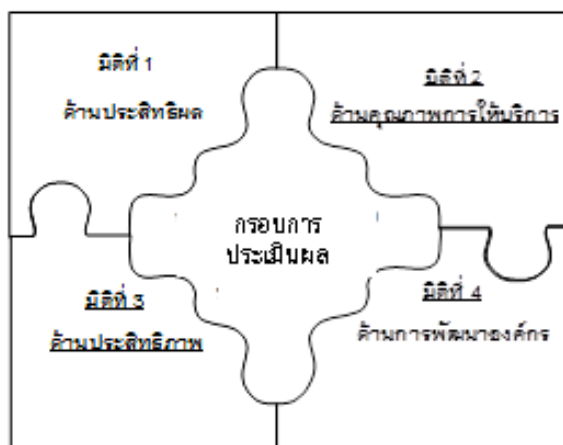 มิติที่ 1
ด้านประสิทธิผล
มิติที่ 2
ด้านคุณภาพการให้บริการ
กรอบการ
ประเมินผล
มิติที่ 3
ด้านประสิทธิภาพ
มิติที่ 4
ด้านการพัฒนาองค์กร